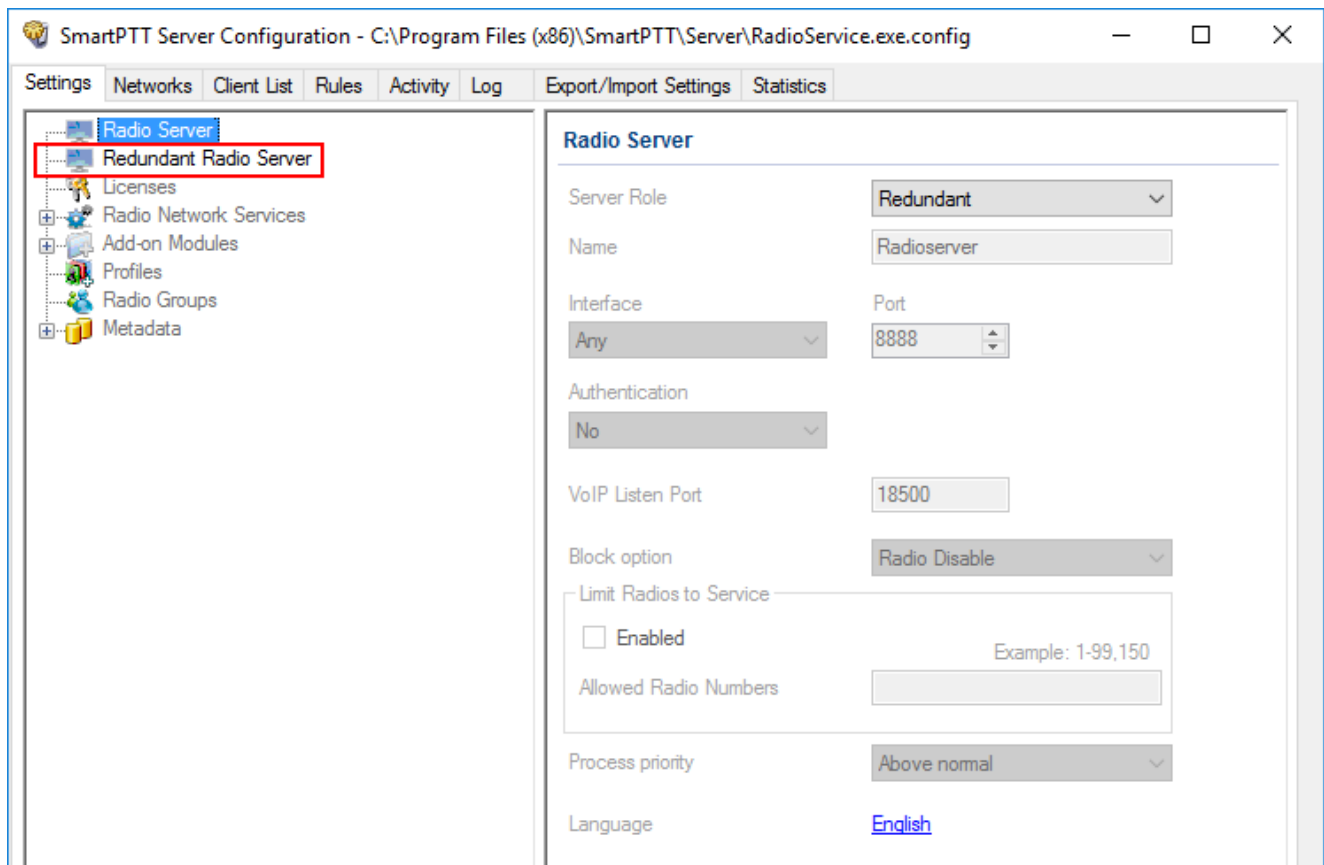 SmartPTT Server Configuration - C:\Program Files (x86)\SmartPTT\Server\RadioService.exe.config
Settings Networks Client List Rules Activity Log Export/Import Settings Statistics
Radio Server
Redundant Radio Server
Licenses
Radio Network Services
Add-on Modules
Profiles
Radio Groups
Metadata
Radio Server
Server Role Redundant
Name Radioserver
Interface Port
Any 8888
Authentication
No
VoIP Listen Port 18500
Block option Radio Disable
Limit Radios to Service
Enabled
Example: 1-99,150
Allowed Radio Numbers
Process priority Above normal
Language English